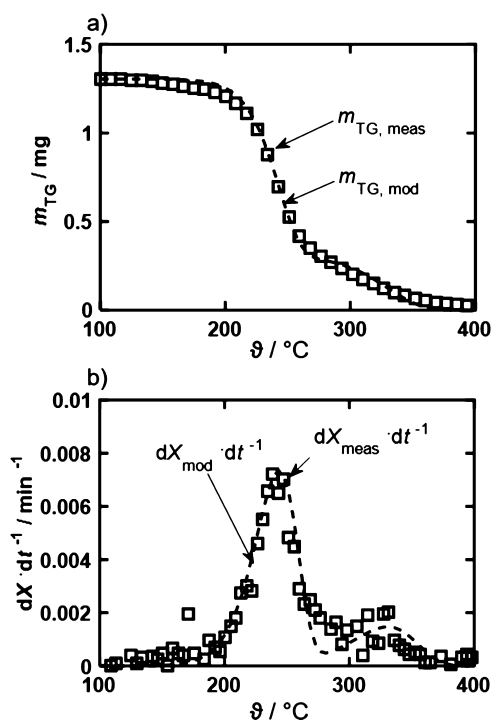 a)
1.5
1
0.5
0
m_TG / mg
m_TG, meas
m_TG, mod
100 200 300 400
ϑ / °C
b)
0.01
0.008
0.006
0.004
0.002
0
dX·dt⁻¹ / min⁻¹
dX_mod·dt⁻¹
dX_meas·dt⁻¹
100 200 300 400
ϑ / °C